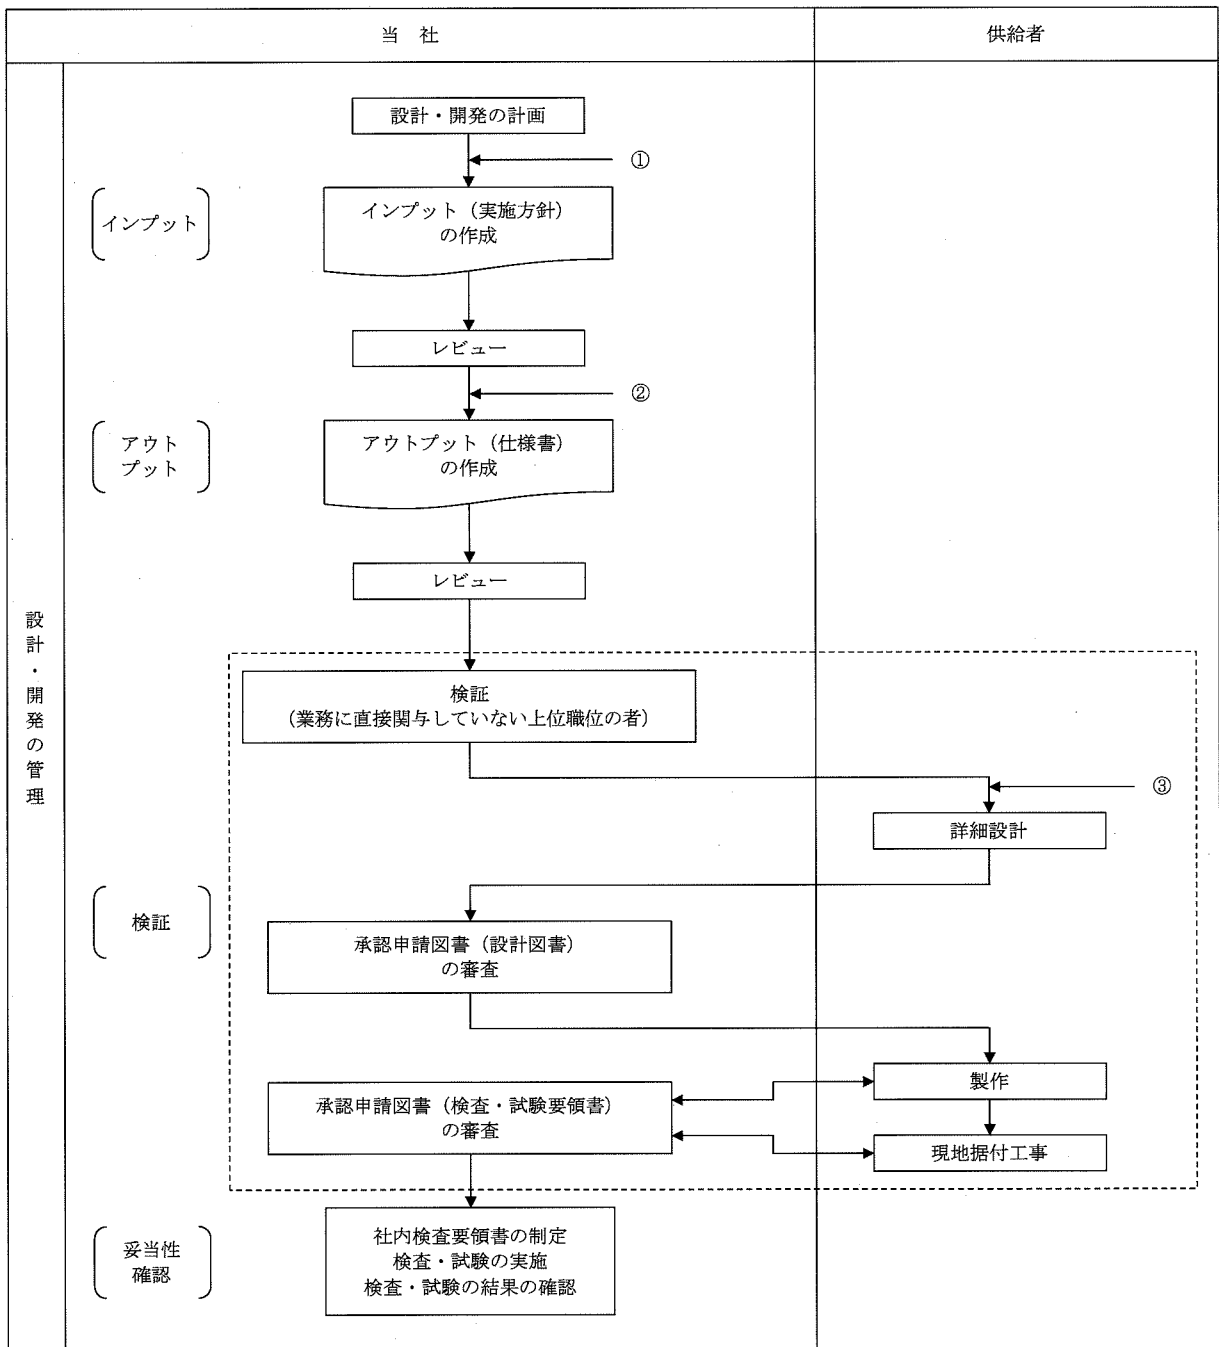 当 社
供給者
設計・開発の計画
①
インプット
インプット(実施方針)
の作成
レビュー
②
アウト
プット
アウトプット(仕様書)
の作成
レビュー
設計・開発の管理
検証
(業務に直接関与していない上位職位の者)
③
詳細設計
検証
承認申請図書(設計図書)
の審査
製作
承認申請図書(検査・試験要領書)
の審査
現地据付工事
妥当性
確認
社内検査要領書の制定
検査・試験の実施
検査・試験の結果の確認